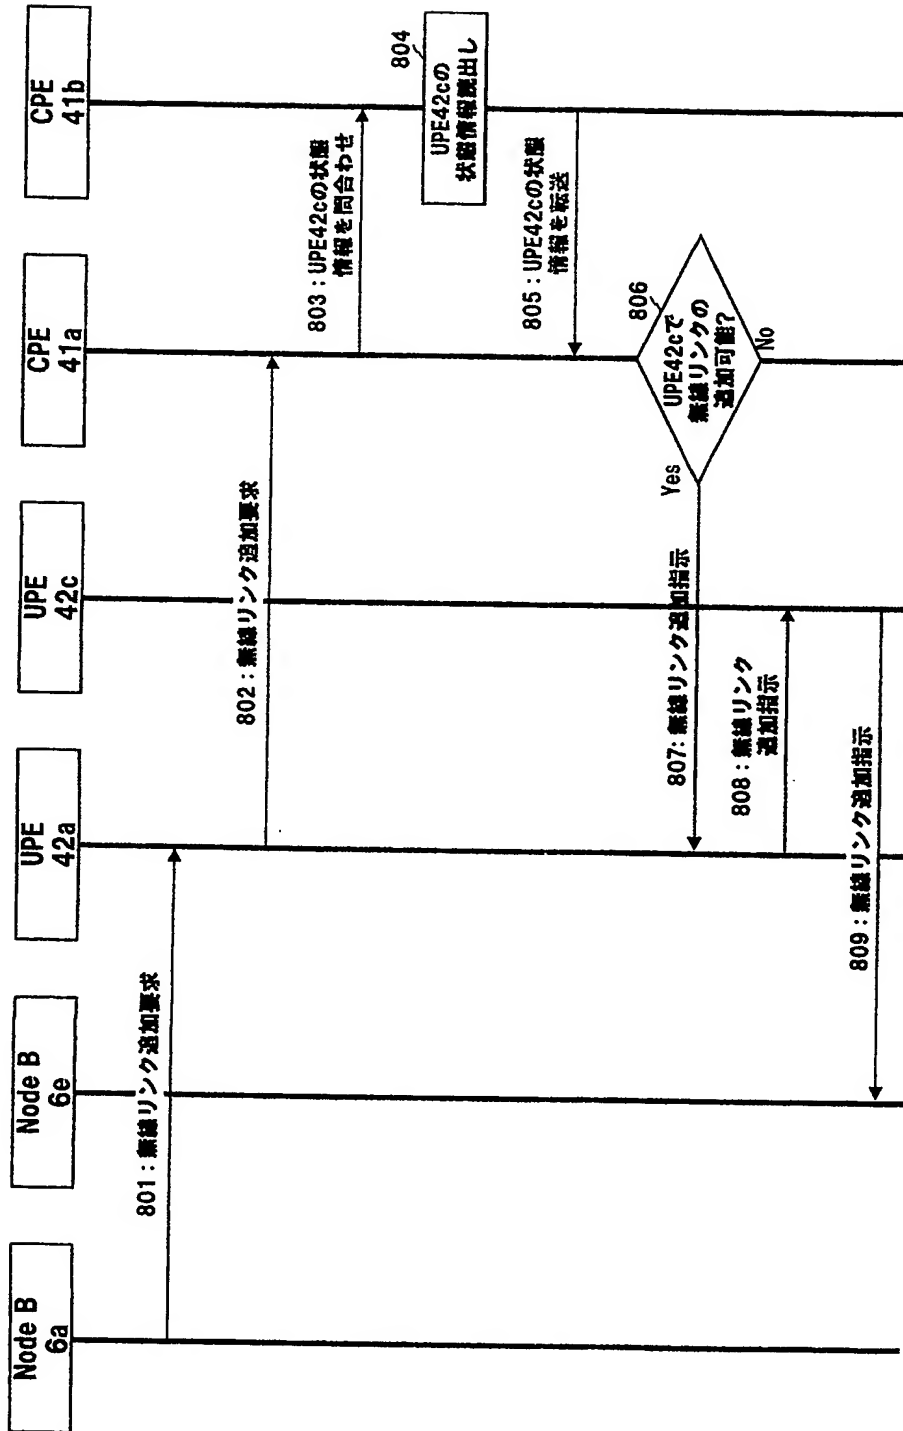 Node B
6a
Node B
6e
UPE
42a
UPE
42c
CPE
41a
CPE
41b
801：無線リンク追加要求
802：無線リンク追加要求
803：UPE42cの状態
情報を問合わせ
804
UPE42cの
状態情報読出し
805：UPE42cの状態
情報を転送
806
UPE42cで
無線リンクの
追加可能？
Yes
No
807：無線リンク追加指示
808：無線リンク
追加指示
809：無線リンク追加指示